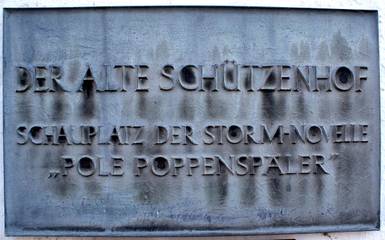 DER ALTE SCHÜTZENHOF
SCHAUPLATZ DER STORM-NOVELLE
„POLE POPPENSPÄLER“